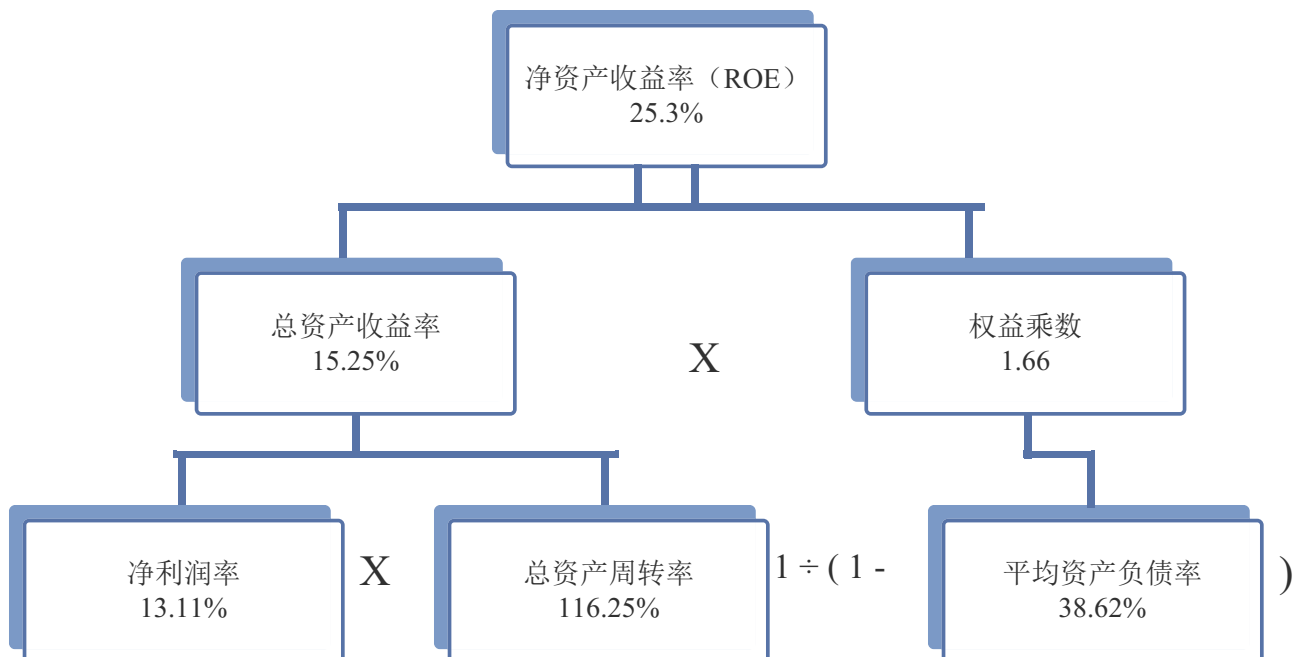 净资产收益率（ROE）
25.3%
总资产收益率
15.25%
X
权益乘数
1.66
净利润率
13.11%
X
总资产周转率
116.25%
1 ÷ ( 1 -
平均资产负债率
38.62%
)